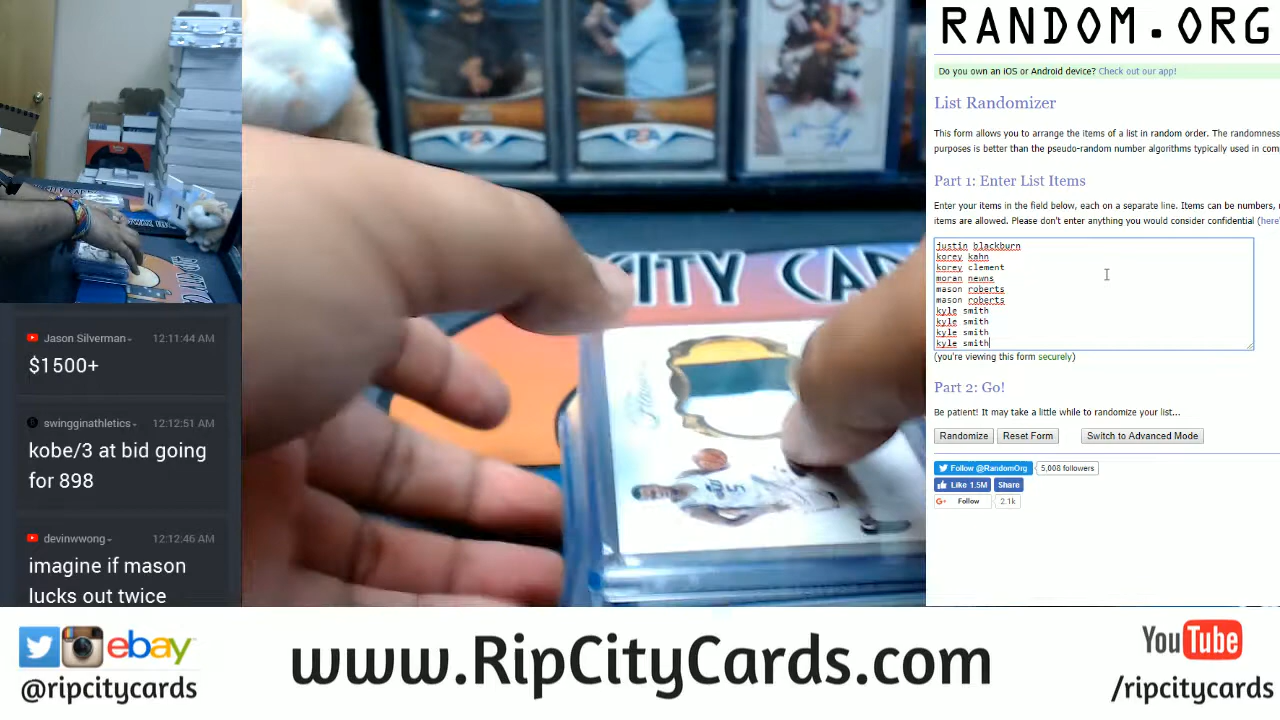 Jason Silverman
12:11:44 AM
$1500+
swingginathletics
12:12:51 AM
kobe/3 at bid going
for 898
devinwwong
12:12:46 AM
imagine if mason
lucks out twice
CITY CA
RANDOM.ORG
Do you own an iOS or Android device? Check out our app!
List Randomizer
This form allows you to arrange the items of a list in random order. The randomness
purposes is better than the pseudo-random number algorithms typically used in com
Part 1: Enter List Items
Enter your items in the field below, each on a separate line. Items can be numbers,
items are allowed. Please don't enter anything you would consider confidential (here'
justin blackburn
korey kahn
korey clement
moran newns
mason roberts
mason roberts
kyle smith
kyle smith
kyle smith
kyle smith
(you're viewing this form securely)
Part 2: Go!
Be patient! It may take a little while to randomize your list...
Randomize
Reset Form
Switch to Advanced Mode
Follow @RandomOrg
5,008 followers
Like 1.5M
Share
G+ Follow
2.1k
ebay
@ripcitycards
www.RipCityCards.com
YouTube
/ripcitycards